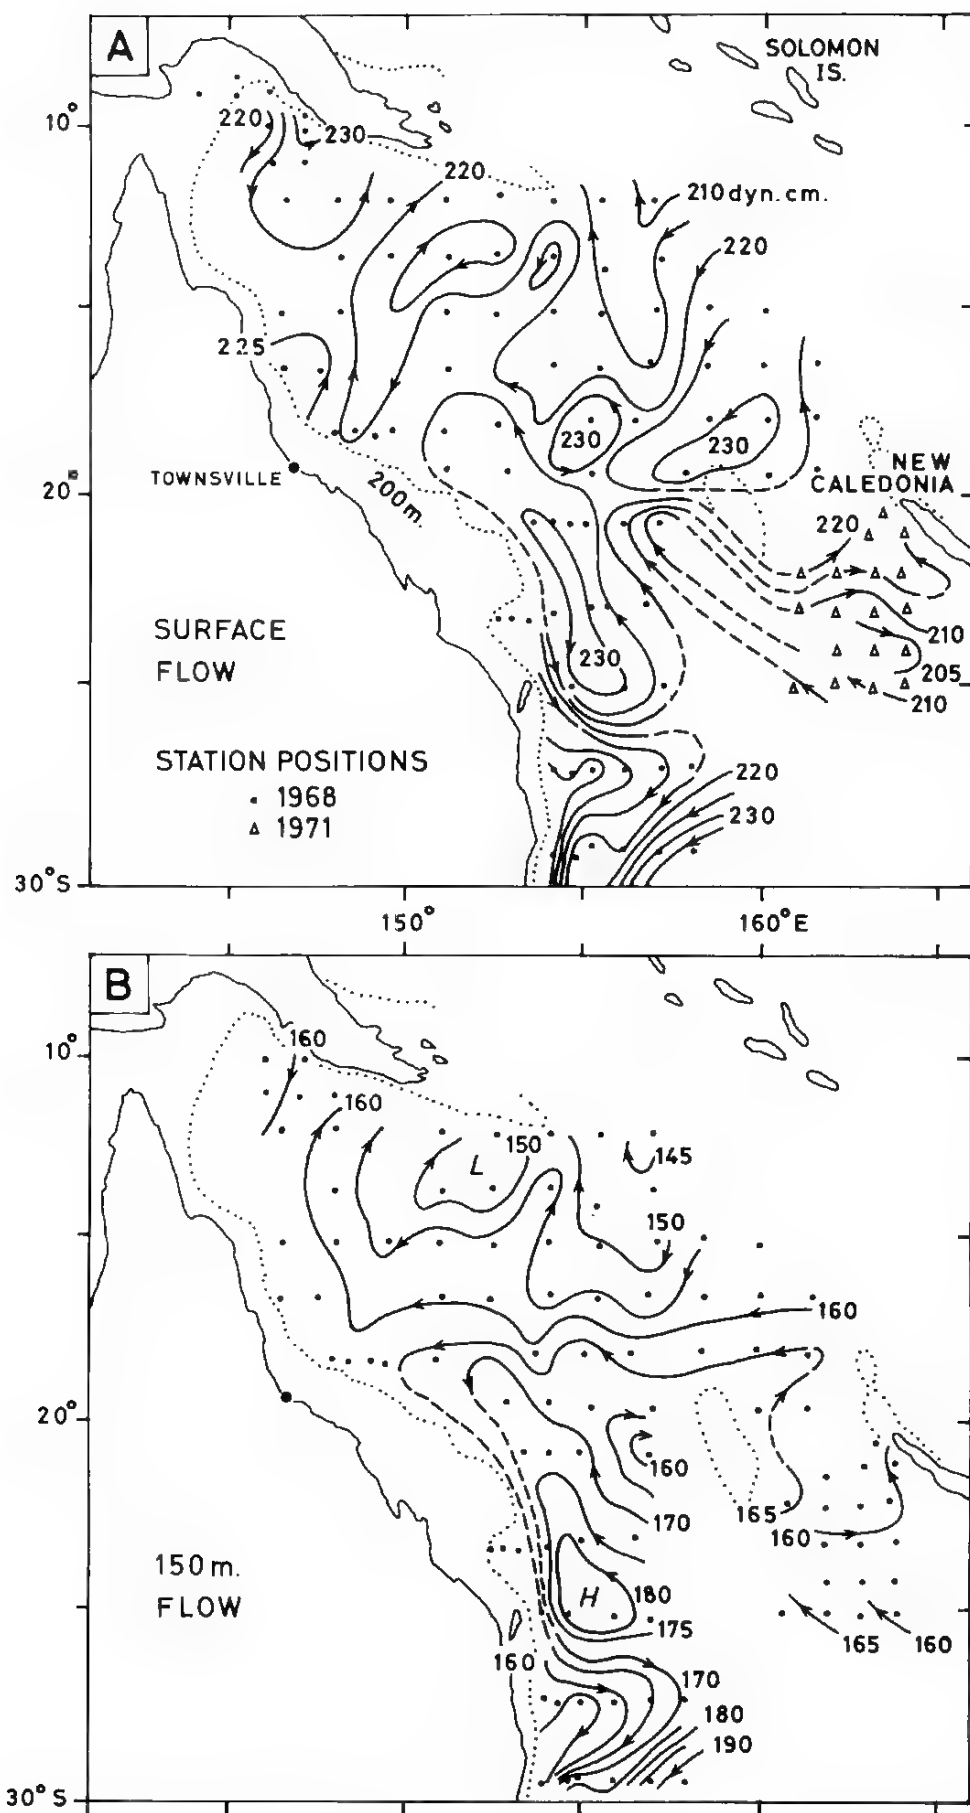 A
SOLOMON
IS.
10°
220
230
220
210 dyn. cm.
220
225
230
230
NEW
CALEDONIA
TOWNSVILLE
200m.
20°
220
SURFACE
FLOW
230
210
205
210
STATION POSITIONS
• 1968
△ 1971
220
230
30°S
150°
160°E
B
10°
160
160
150
L
145
150
160
20°
160
165
170
160
150m.
FLOW
H
180
175
165
160
160
170
180
190
30°S